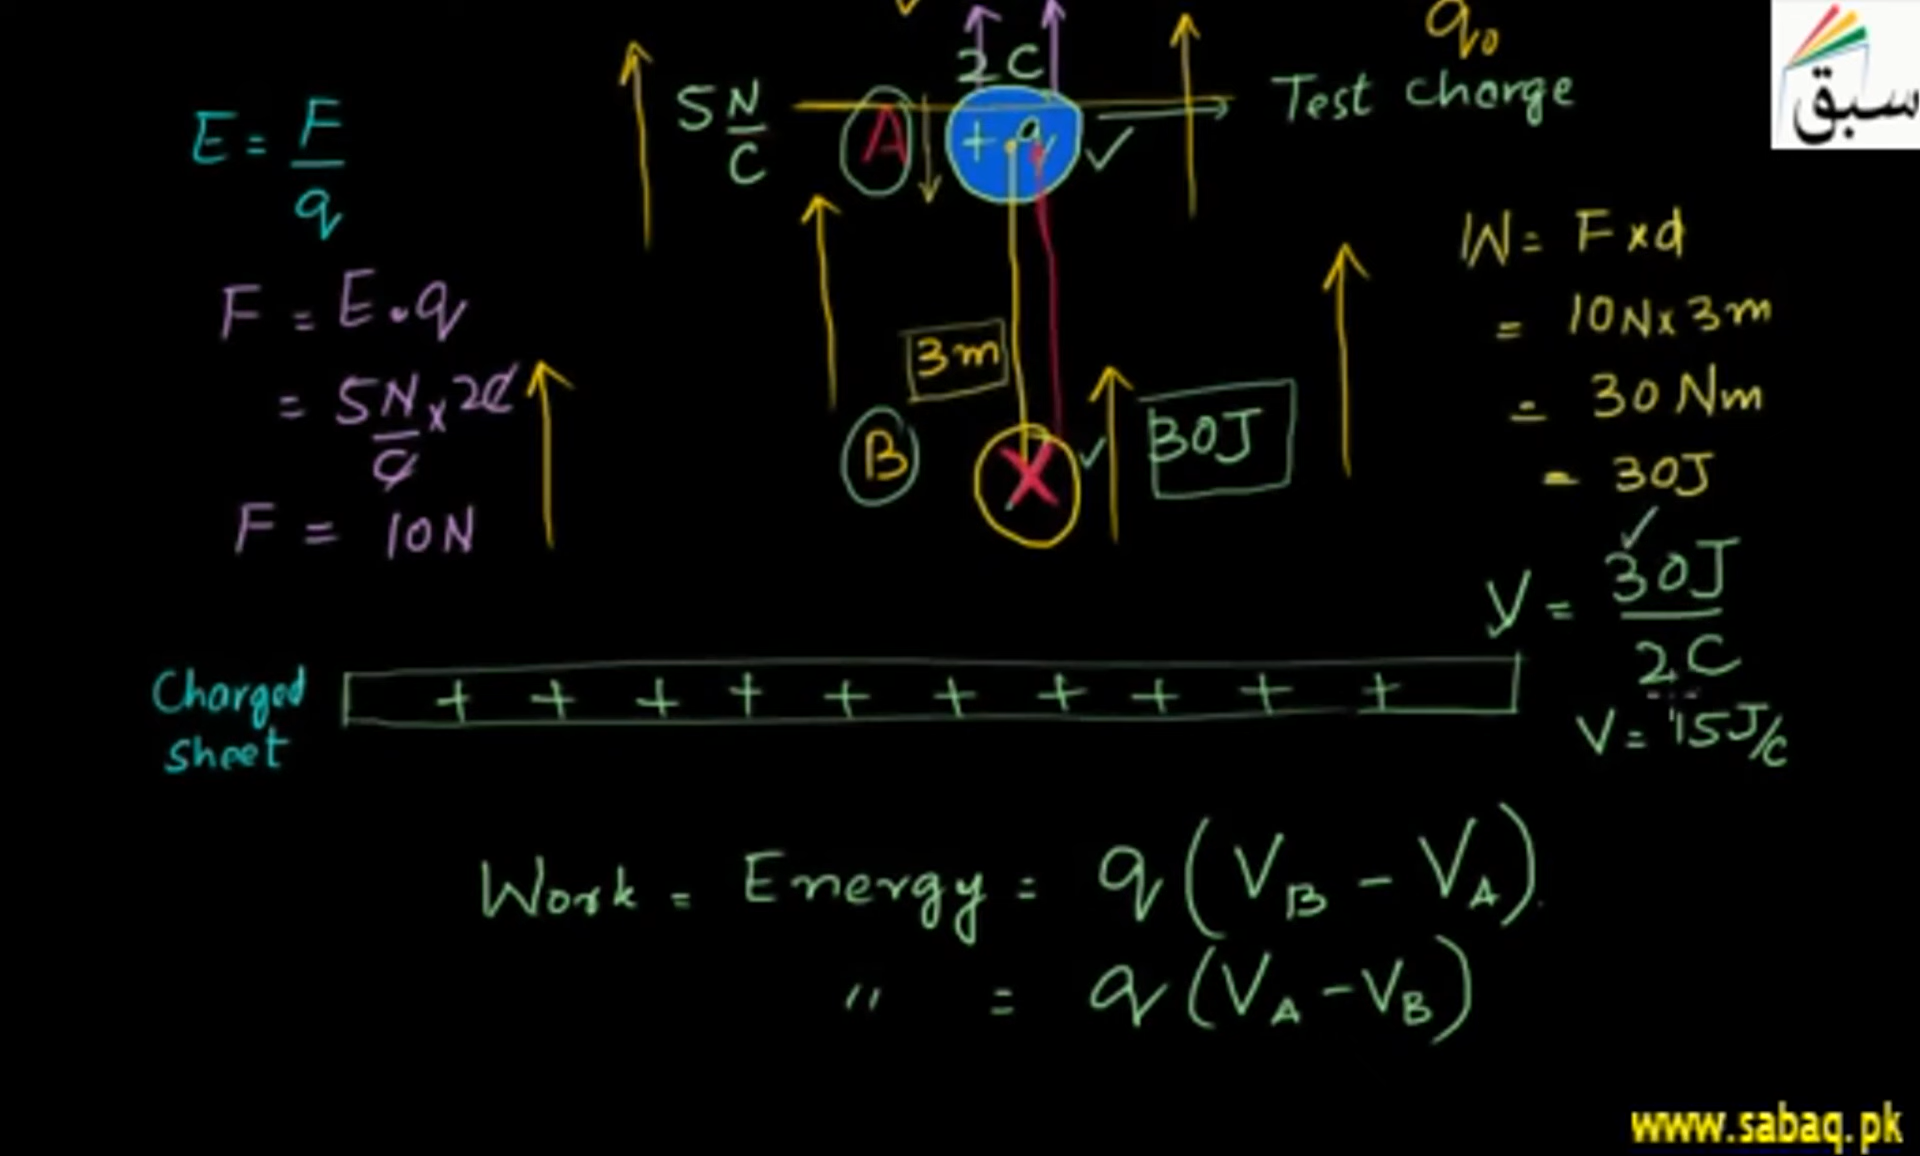 q₀
2C
5 N/C
A
+q
Test charge
سبق
E = F/q
F = E.q
= 5N/C x 2C
F = 10N
3m
B
X
30J
W = F x d
= 10N x 3m
= 30 Nm
= 30J
V = 30J/2C
V = 15J/C
Charged
sheet
+ + + + + + + + + +
Work = Energy = q(V_B - V_A).
" = q(V_A - V_B)
www.sabaq.pk